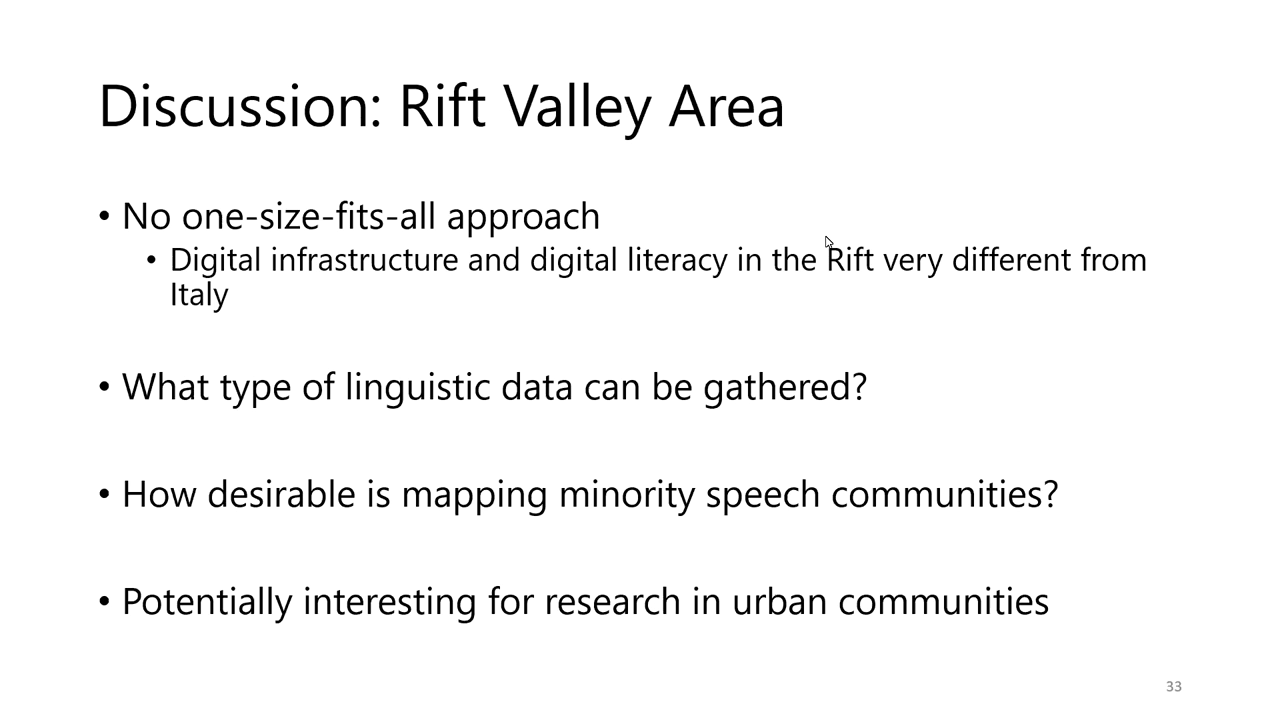 Discussion: Rift Valley Area
• No one-size-fits-all approach
• Digital infrastructure and digital literacy in the Rift very different from
Italy
• What type of linguistic data can be gathered?
• How desirable is mapping minority speech communities?
• Potentially interesting for research in urban communities
33